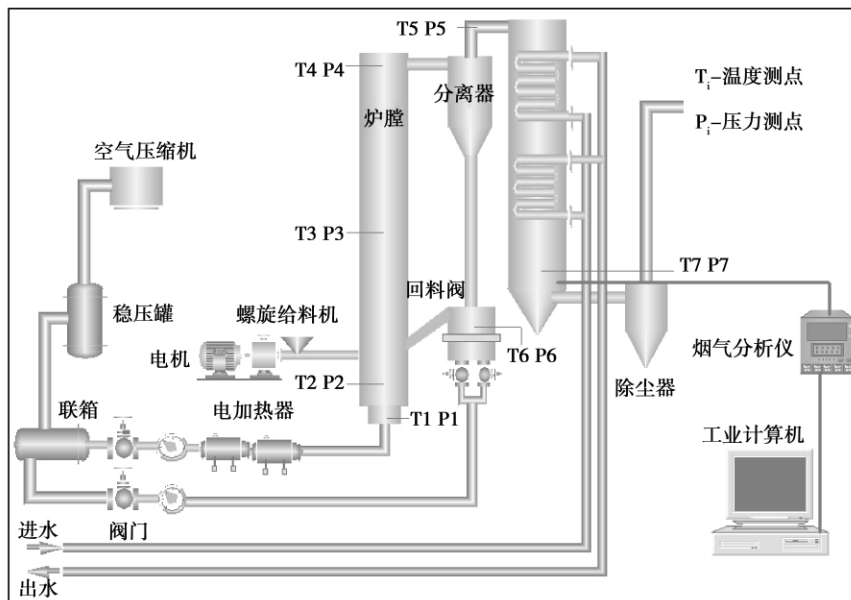 T5 P5
T4 P4
分离器
炉膛
Ti-温度测点
Pi-压力测点
空气压缩机
T3 P3
T7 P7
回料阀
稳压罐
螺旋给料机
烟气分析仪
电机
T6 P6
T2 P2
除尘器
联箱
电加热器
T1 P1
工业计算机
进水
阀门
出水